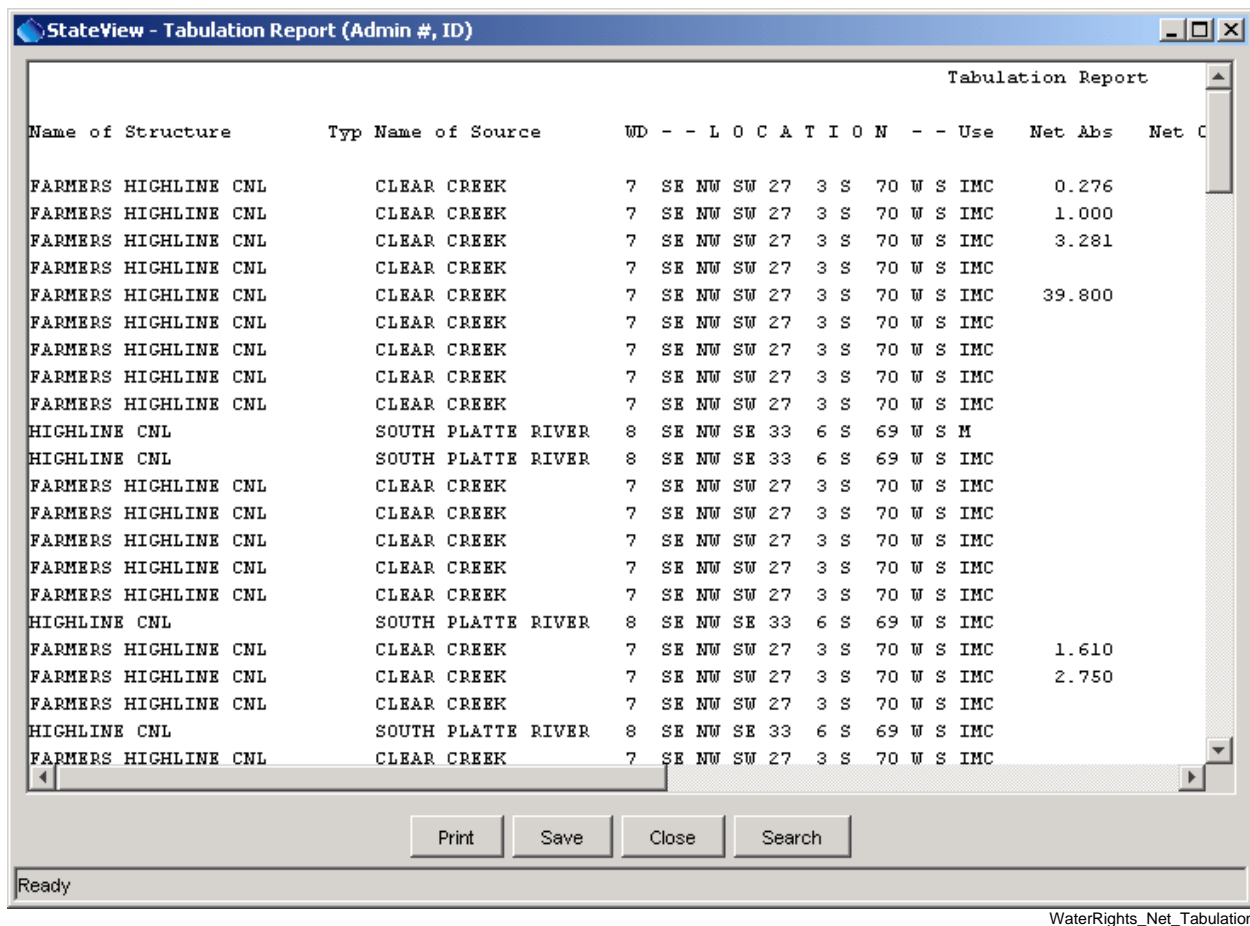 StateView - Tabulation Report (Admin #, ID)
Tabulation Report
Name of Structure Typ Name of Source WD - - L O C A T I O N - - Use Net Abs Net C
FARMERS HIGHLINE CNL CLEAR CREEK 7 SE NW SW 27 3 S 70 W S IMC 0.276
FARMERS HIGHLINE CNL CLEAR CREEK 7 SE NW SW 27 3 S 70 W S IMC 1.000
FARMERS HIGHLINE CNL CLEAR CREEK 7 SE NW SW 27 3 S 70 W S IMC 3.281
FARMERS HIGHLINE CNL CLEAR CREEK 7 SE NW SW 27 3 S 70 W S IMC
FARMERS HIGHLINE CNL CLEAR CREEK 7 SE NW SW 27 3 S 70 W S IMC 39.800
FARMERS HIGHLINE CNL CLEAR CREEK 7 SE NW SW 27 3 S 70 W S IMC
FARMERS HIGHLINE CNL CLEAR CREEK 7 SE NW SW 27 3 S 70 W S IMC
FARMERS HIGHLINE CNL CLEAR CREEK 7 SE NW SW 27 3 S 70 W S IMC
FARMERS HIGHLINE CNL CLEAR CREEK 7 SE NW SW 27 3 S 70 W S IMC
HIGHLINE CNL SOUTH PLATTE RIVER 8 SE NW SE 33 6 S 69 W S M
HIGHLINE CNL SOUTH PLATTE RIVER 8 SE NW SE 33 6 S 69 W S IMC
FARMERS HIGHLINE CNL CLEAR CREEK 7 SE NW SW 27 3 S 70 W S IMC
FARMERS HIGHLINE CNL CLEAR CREEK 7 SE NW SW 27 3 S 70 W S IMC
FARMERS HIGHLINE CNL CLEAR CREEK 7 SE NW SW 27 3 S 70 W S IMC
FARMERS HIGHLINE CNL CLEAR CREEK 7 SE NW SW 27 3 S 70 W S IMC
FARMERS HIGHLINE CNL CLEAR CREEK 7 SE NW SW 27 3 S 70 W S IMC
HIGHLINE CNL SOUTH PLATTE RIVER 8 SE NW SE 33 6 S 69 W S IMC
FARMERS HIGHLINE CNL CLEAR CREEK 7 SE NW SW 27 3 S 70 W S IMC 1.610
FARMERS HIGHLINE CNL CLEAR CREEK 7 SE NW SW 27 3 S 70 W S IMC 2.750
FARMERS HIGHLINE CNL CLEAR CREEK 7 SE NW SW 27 3 S 70 W S IMC
HIGHLINE CNL SOUTH PLATTE RIVER 8 SE NW SE 33 6 S 69 W S IMC
FARMERS HIGHLINE CNL CLEAR CREEK 7 SE NW SW 27 3 S 70 W S IMC
Print Save Close Search
Ready
WaterRights_Net_Tabulation